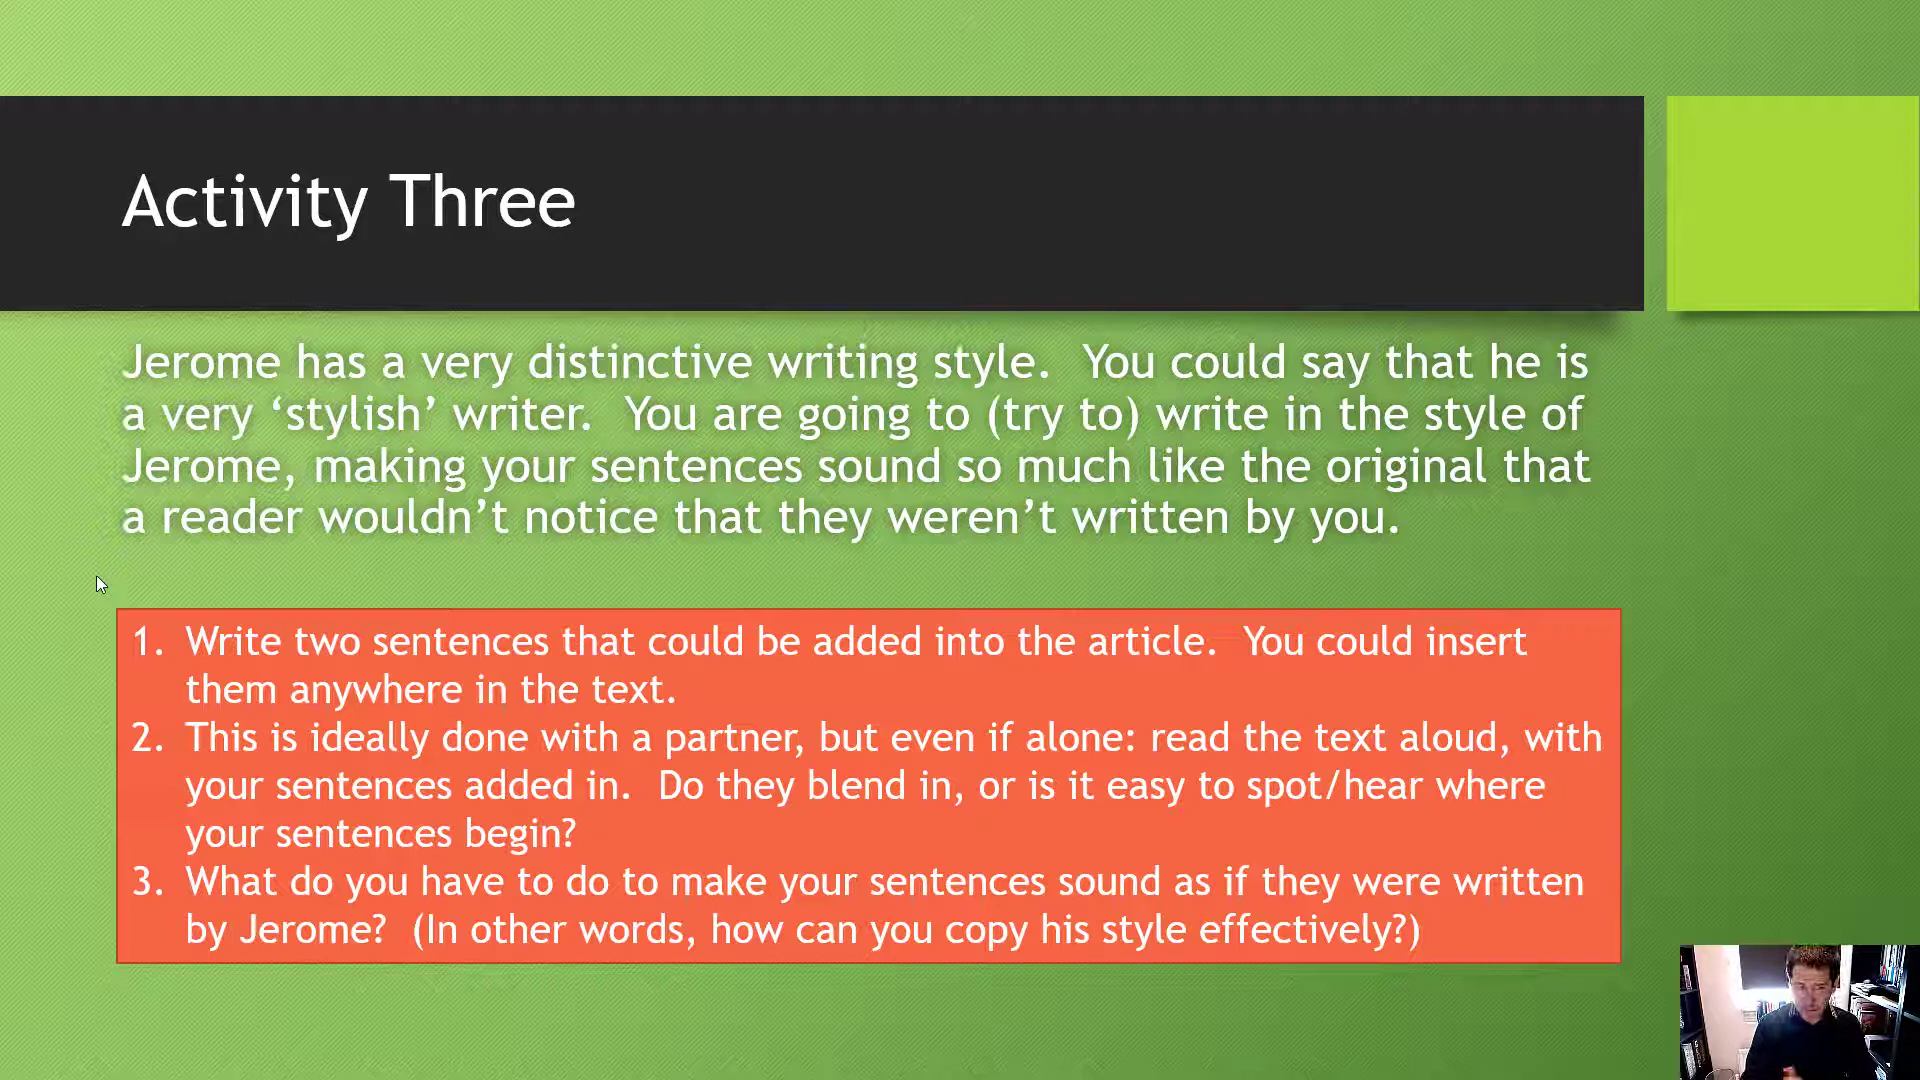 Activity Three
Jerome has a very distinctive writing style.  You could say that he is
a very ‘stylish’ writer.  You are going to (try to) write in the style of
Jerome, making your sentences sound so much like the original that
a reader wouldn’t notice that they weren’t written by you.
1. Write two sentences that could be added into the article.  You could insert
them anywhere in the text.
2. This is ideally done with a partner, but even if alone: read the text aloud, with
your sentences added in.  Do they blend in, or is it easy to spot/hear where
your sentences begin?
3. What do you have to do to make your sentences sound as if they were written
by Jerome?  (In other words, how can you copy his style effectively?)